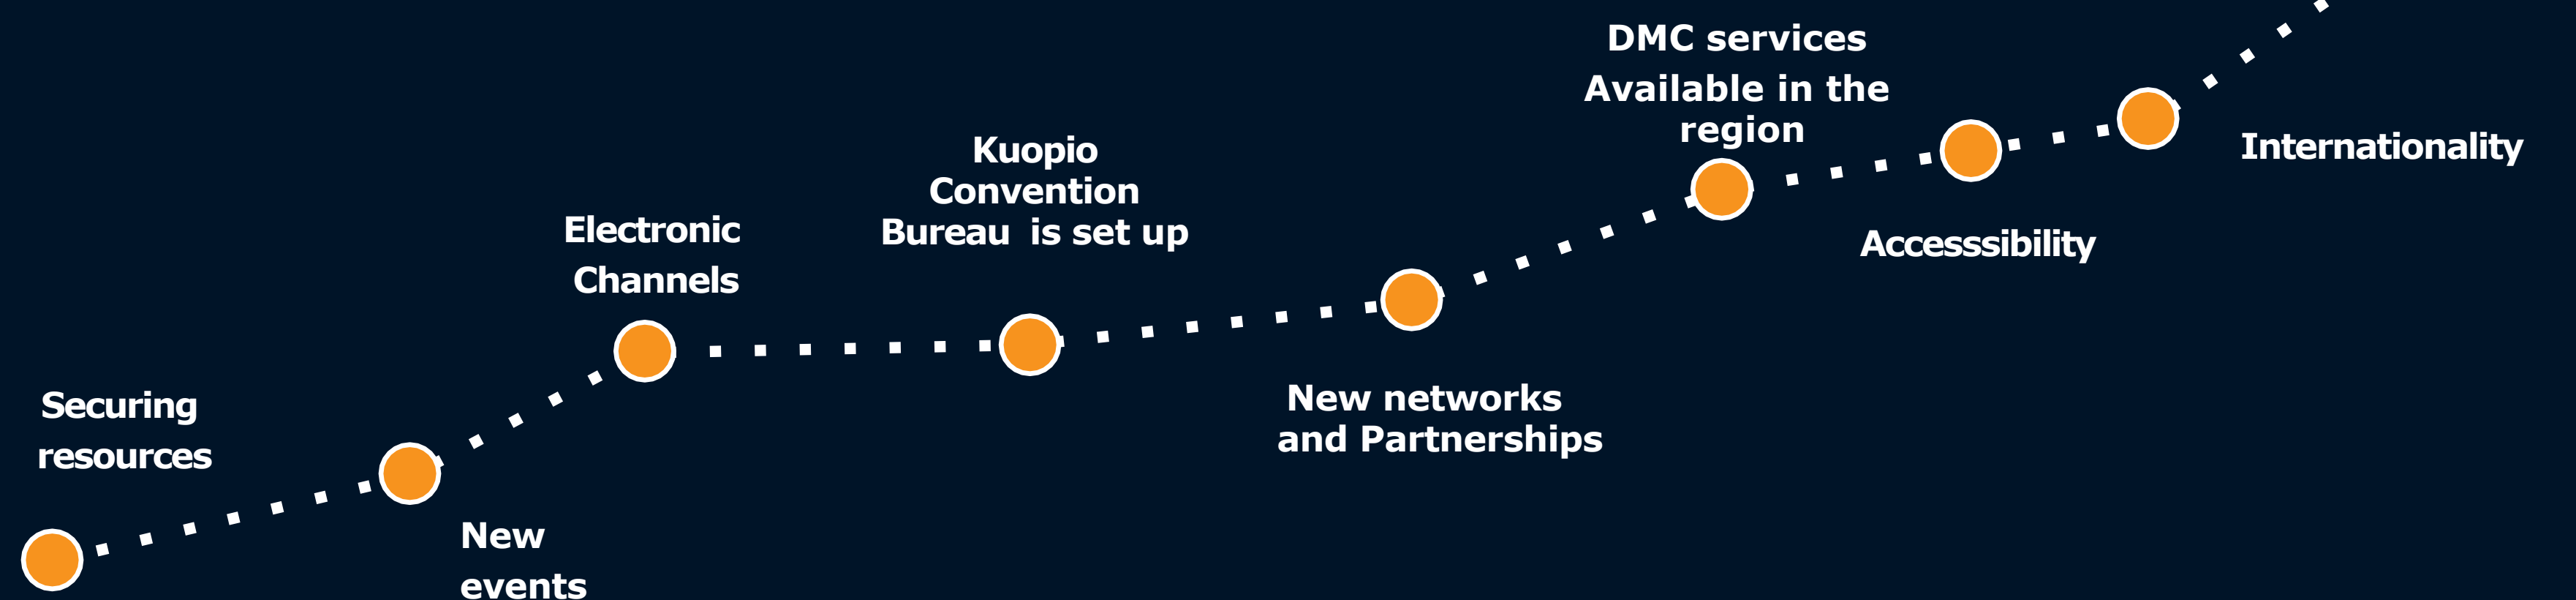 Securing
resources
New
events
Electronic
Channels
Kuopio
Convention
Bureau  is set up
New networks
and Partnerships
DMC services
Available in the
region
Accesssibility
Internationality